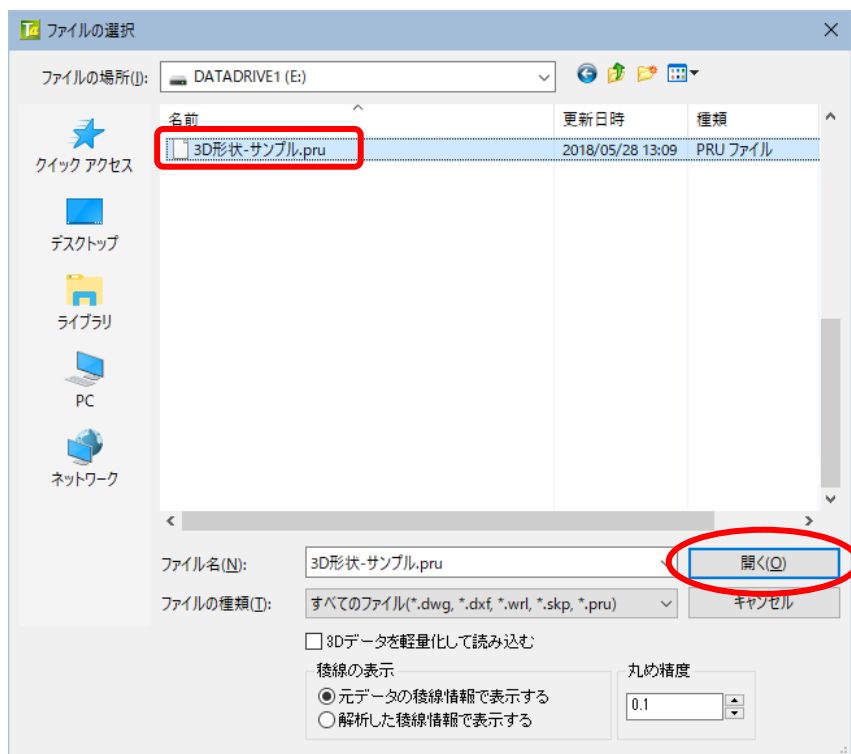 ファイルの選択
ファイルの場所(I): DATADRIVE1 (E:)
名前 更新日時 種類
3D形状-サンプル.pru 2018/05/28 13:09 PRU ファイル
クイック アクセス
デスクトップ
ライブラリ
PC
ネットワーク
ファイル名(N): 3D形状-サンプル.pru 開く(O)
ファイルの種類(T): すべてのファイル(*.dwg, *.dxf, *.wrl, *.skp, *.pru) キャンセル
3Dデータを軽量化して読み込む
稜線の表示 丸め精度
元データの稜線情報で表示する 0.1
解析した稜線情報で表示する